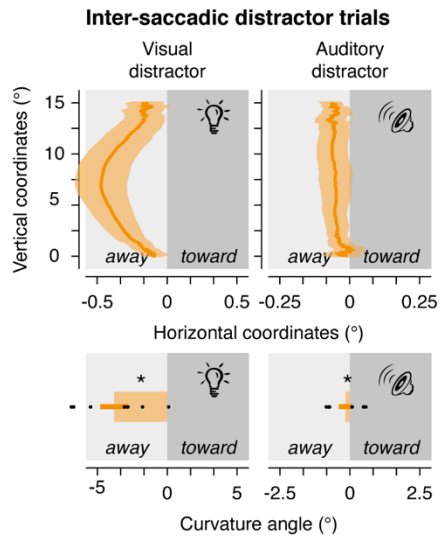 Inter-saccadic distractor trials
Visual distractor
Auditory distractor
Vertical coordinates (°)
15
10
5
0
away
toward
away
toward
-0.5 0 0.5
-0.25 0 0.25
Horizontal coordinates (°)
*
away
toward
*
away
toward
-5 0 5
-2.5 0 2.5
Curvature angle (°)